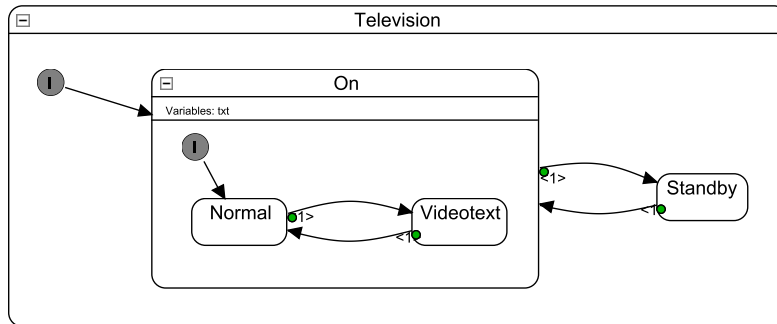 Television
I
On
Variables: txt
I
Normal
1>
Videotext
<1
<1>
Standby
<1